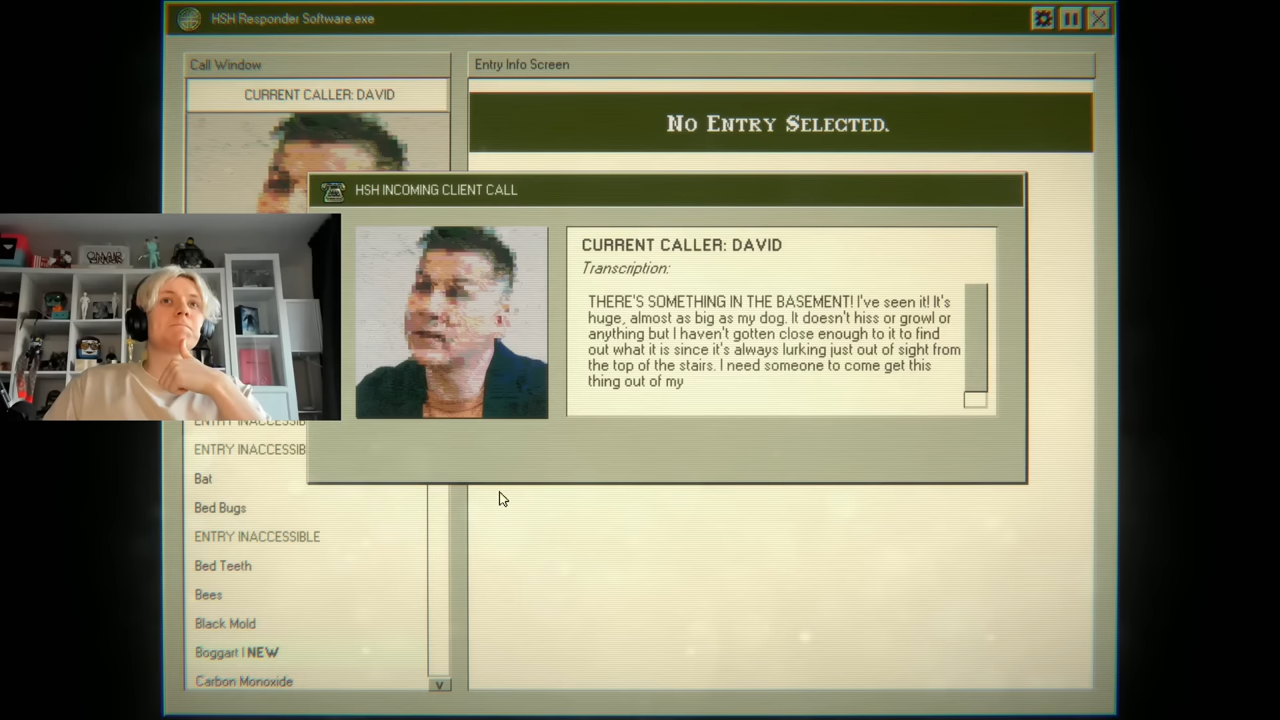 HSH Responder Software.exe
Call Window
Entry Info Screen
CURRENT CALLER: DAVID
NO ENTRY SELECTED.
HSH INCOMING CLIENT CALL
CURRENT CALLER: DAVID
Transcription:
THERE'S SOMETHING IN THE BASEMENT! I've seen it! It's
huge, almost as big as my dog. It doesn't hiss or growl or
anything but I haven't gotten close enough to it to find
out what it is since it's always lurking just out of sight from
the top of the stairs. I need someone to come get this
thing out of my
ENTRY INACCESSIB
ENTRY INACCESSIB
Bat
Bed Bugs
ENTRY INACCESSIBLE
Bed Teeth
Bees
Black Mold
Boggart | NEW
Carbon Monoxide
V